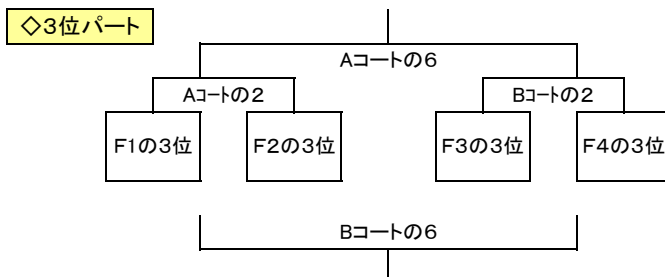 ◇3位パート
Aコートの6
Aコートの2
Bコートの2
F1の3位
F2の3位
F3の3位
F4の3位
Bコートの6